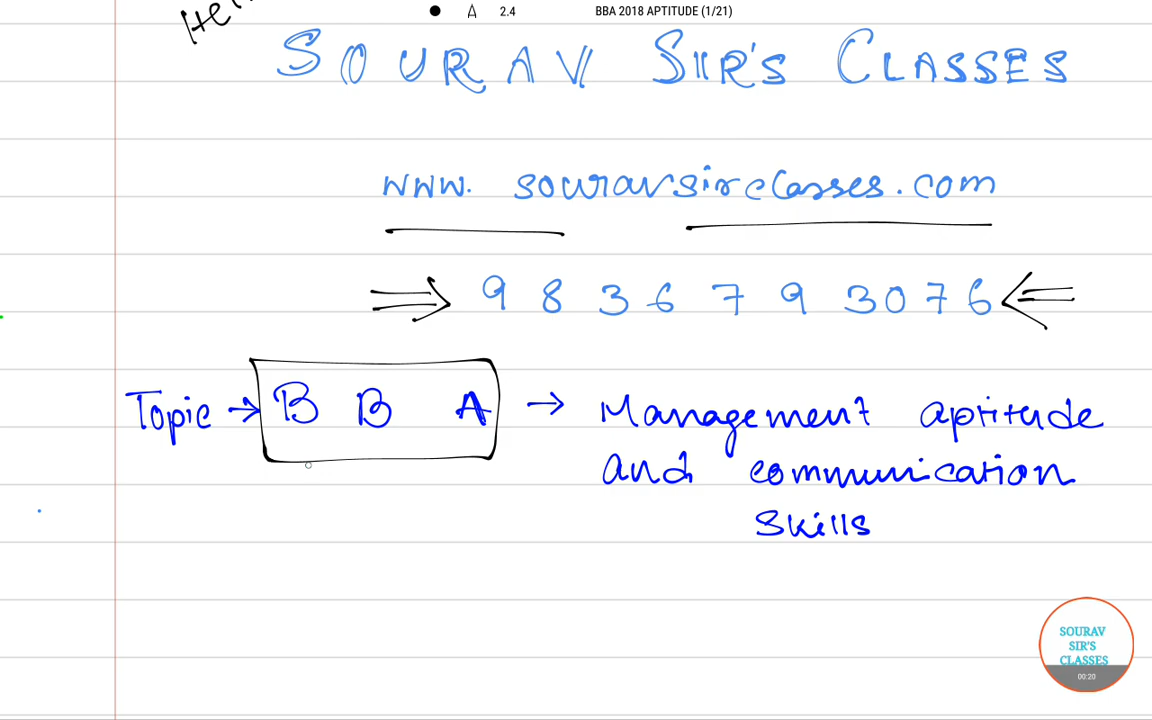 A 2.4 BBA 2018 APTITUDE (1/21)
SOURAV SIR'S CLASSES
www. souravsirclasses.com
⇒ 9 8 3 6 7 9 3 0 7 6 ⇐
Topic → B B A → Management aptitude
and communication
skills
SOURAV
SIR'S
CLASSES
00:20